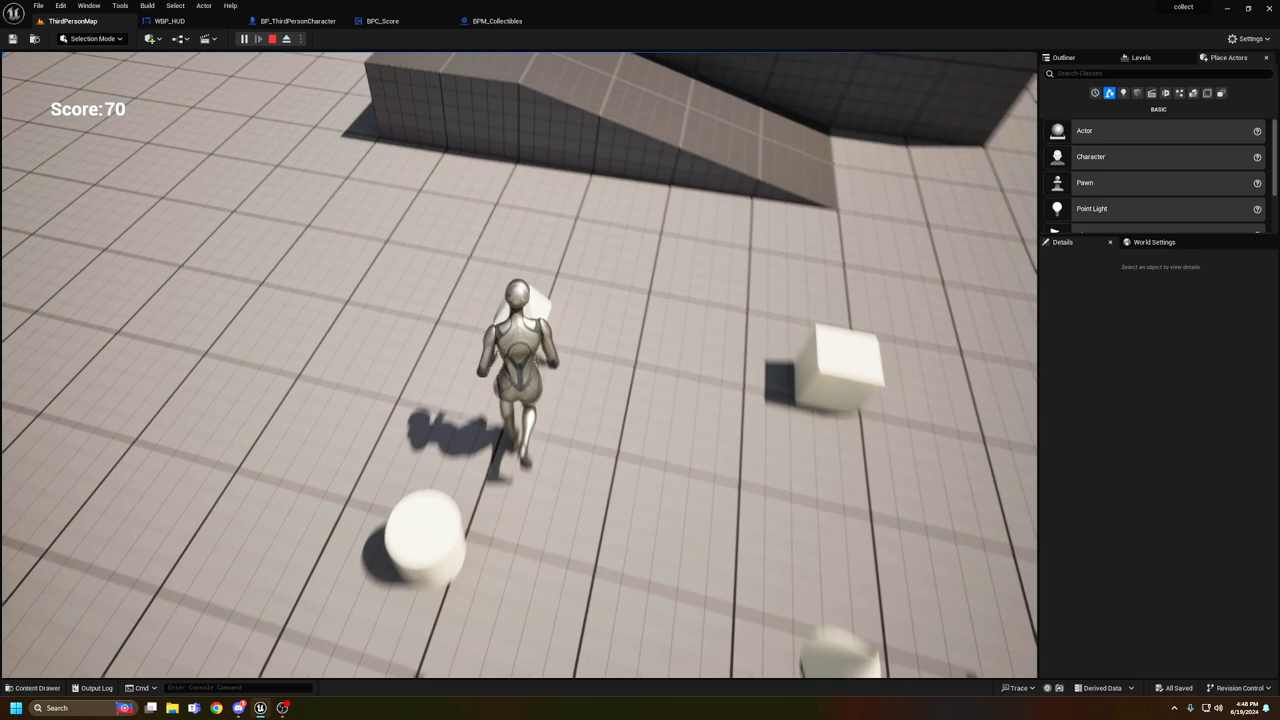 File Edit Window Tools Build Select Actor Help
collect
ThirdPersonMap WBP_HUD BP_ThirdPersonCharacter BPC_Score BPM_Collectibles
Selection Mode
Settings
Outliner Levels Place Actors
Search Classes
BASIC
Actor
Character
Pawn
Point Light
Details World Settings
Select an object to view details.
Score: 70
Content Drawer Output Log Cmd Enter Console Command
Trace Derived Data All Saved Revision Control
Search
4:48 PM
6/19/2024